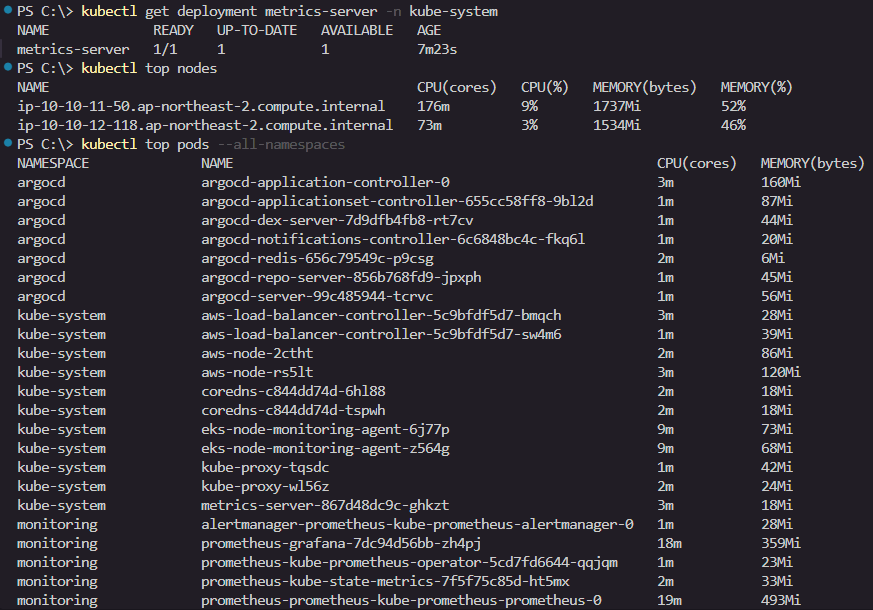 PS C:\> kubectl get deployment metrics-server -n kube-system
NAME READY UP-TO-DATE AVAILABLE AGE
metrics-server 1/1 1 1 7m23s
PS C:\> kubectl top nodes
NAME CPU(cores) CPU(%) MEMORY(bytes) MEMORY(%)
ip-10-10-11-50.ap-northeast-2.compute.internal 176m 9% 1737Mi 52%
ip-10-10-12-118.ap-northeast-2.compute.internal 73m 3% 1534Mi 46%
PS C:\> kubectl top pods --all-namespaces
NAMESPACE NAME CPU(cores) MEMORY(bytes)
argocd argocd-application-controller-0 3m 160Mi
argocd argocd-applicationset-controller-655cc58ff8-9bl2d 1m 87Mi
argocd argocd-dex-server-7d9dfb4fb8-rt7cv 1m 44Mi
argocd argocd-notifications-controller-6c6848bc4c-fkq6l 1m 20Mi
argocd argocd-redis-656c79549c-p9csg 2m 6Mi
argocd argocd-repo-server-856b768fd9-jpxph 1m 45Mi
argocd argocd-server-99c485944-tcrvc 1m 56Mi
kube-system aws-load-balancer-controller-5c9bfdf5d7-bmqch 3m 28Mi
kube-system aws-load-balancer-controller-5c9bfdf5d7-sw4m6 1m 39Mi
kube-system aws-node-2ctht 2m 86Mi
kube-system aws-node-rs5lt 3m 120Mi
kube-system coredns-c844dd74d-6hl88 2m 18Mi
kube-system coredns-c844dd74d-tspwh 2m 18Mi
kube-system eks-node-monitoring-agent-6j77p 9m 73Mi
kube-system eks-node-monitoring-agent-z564g 9m 68Mi
kube-system kube-proxy-tqsdc 1m 42Mi
kube-system kube-proxy-wl56z 2m 24Mi
kube-system metrics-server-867d48dc9c-ghkzt 3m 18Mi
monitoring alertmanager-prometheus-kube-prometheus-alertmanager-0 1m 28Mi
monitoring prometheus-grafana-7dc94d56bb-zh4pj 18m 359Mi
monitoring prometheus-kube-prometheus-operator-5cd7fd6644-qqjqm 1m 23Mi
monitoring prometheus-kube-state-metrics-7f5f75c85d-ht5mx 2m 33Mi
monitoring prometheus-prometheus-kube-prometheus-prometheus-0 19m 493Mi